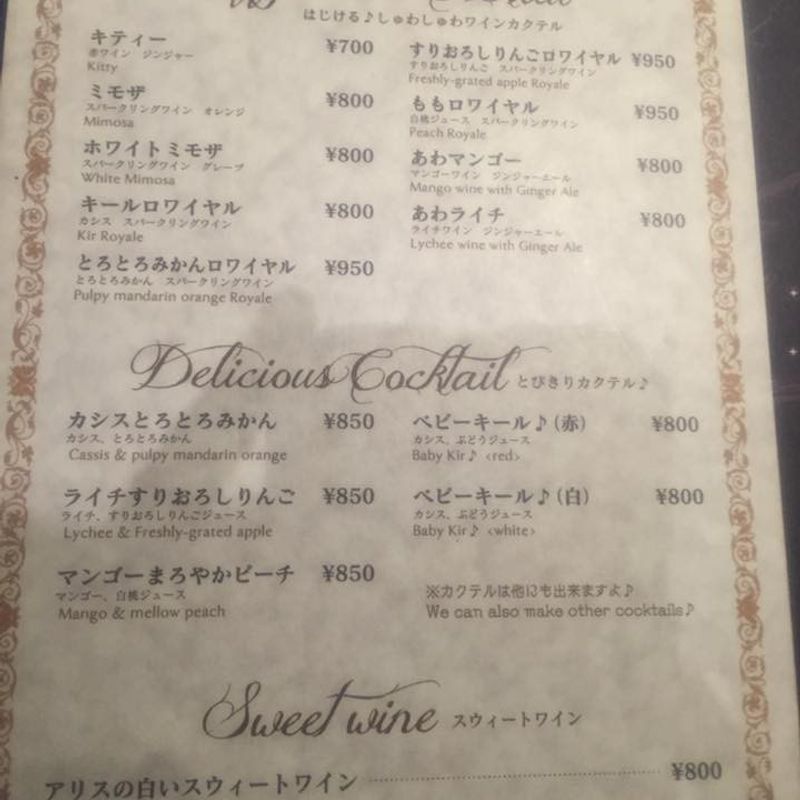 はじける♪しゅわしゅわワインカクテル
キティー ¥700
赤ワイン ジンジャー
Kitty
ミモザ ¥800
スパークリングワイン オレンジ
Mimosa
ホワイトミモザ ¥800
スパークリングワイン グレープ
White Mimosa
キールロワイヤル ¥800
カシス スパークリングワイン
Kir Royale
とろとろみかんロワイヤル ¥950
とろとろみかん スパークリングワイン
Pulpy mandarin orange Royale
すりおろしりんごロワイヤル ¥950
すりおろしりんご スパークリングワイン
Freshly-grated apple Royale
ももロワイヤル ¥950
白桃ジュース スパークリングワイン
Peach Royale
あわマンゴー ¥800
マンゴーワイン ジンジャーエール
Mango wine with Ginger Ale
あわライチ ¥800
ライチワイン ジンジャーエール
Lychee wine with Ginger Ale
Delicious Cocktail とびきりカクテル♪
カシスとろとろみかん ¥850
カシス、とろとろみかん
Cassis & pulpy mandarin orange
ライチすりおろしりんご ¥850
ライチ、すりおろしりんごジュース
Lychee & Freshly-grated apple
マンゴーまろやかピーチ ¥850
マンゴー、白桃ジュース
Mango & mellow peach
ベビーキール♪(赤) ¥800
カシス、ぶどうジュース
Baby Kir♪ <red>
ベビーキール♪(白) ¥800
カシス、ぶどうジュース
Baby Kir♪ <white>
※カクテルは他にも出来ますよ♪
We can also make other cocktails♪
Sweet wine スウィートワイン
アリスの白いスウィートワイン ¥800